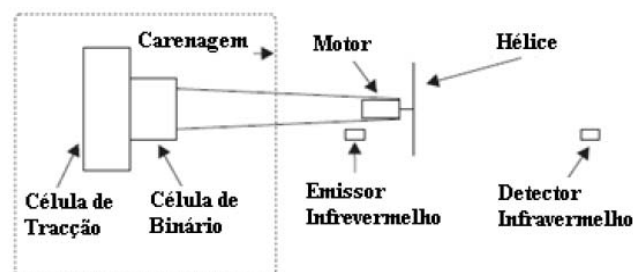 Carenagem
Motor
Hélice
Célula de
Tracção
Célula de
Binário
Emissor
Infrevermelho
Detector
Infravermelho